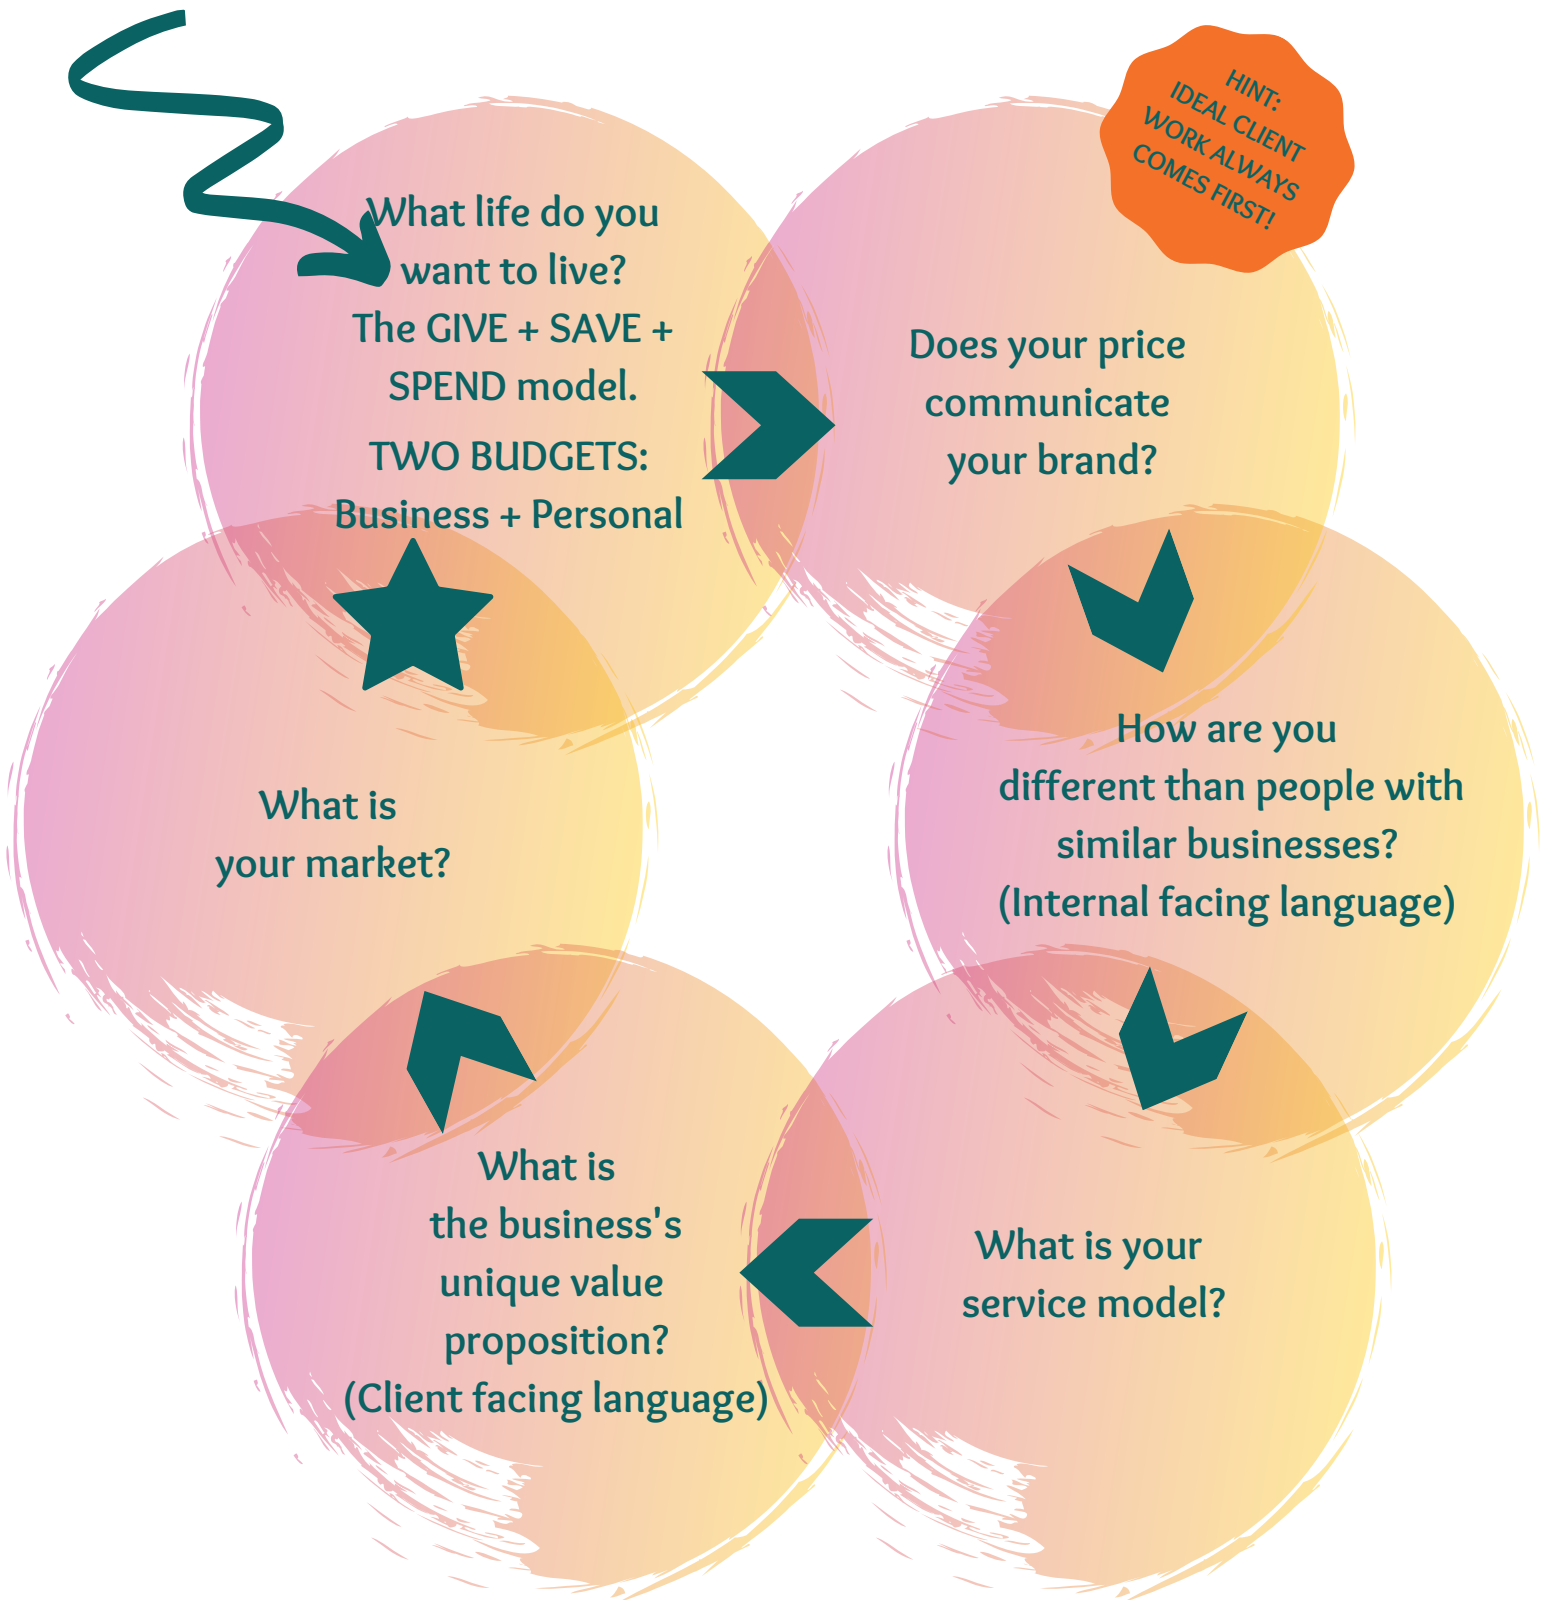 What life do you
want to live?
The GIVE + SAVE +
SPEND model.
TWO BUDGETS:
Business + Personal
HINT:
IDEAL CLIENT
WORK ALWAYS
COMES FIRST!
Does your price
communicate
your brand?
How are you
different than people with
similar businesses?
(Internal facing language)
What is your
service model?
What is
the business's
unique value
proposition?
(Client facing language)
What is
your market?